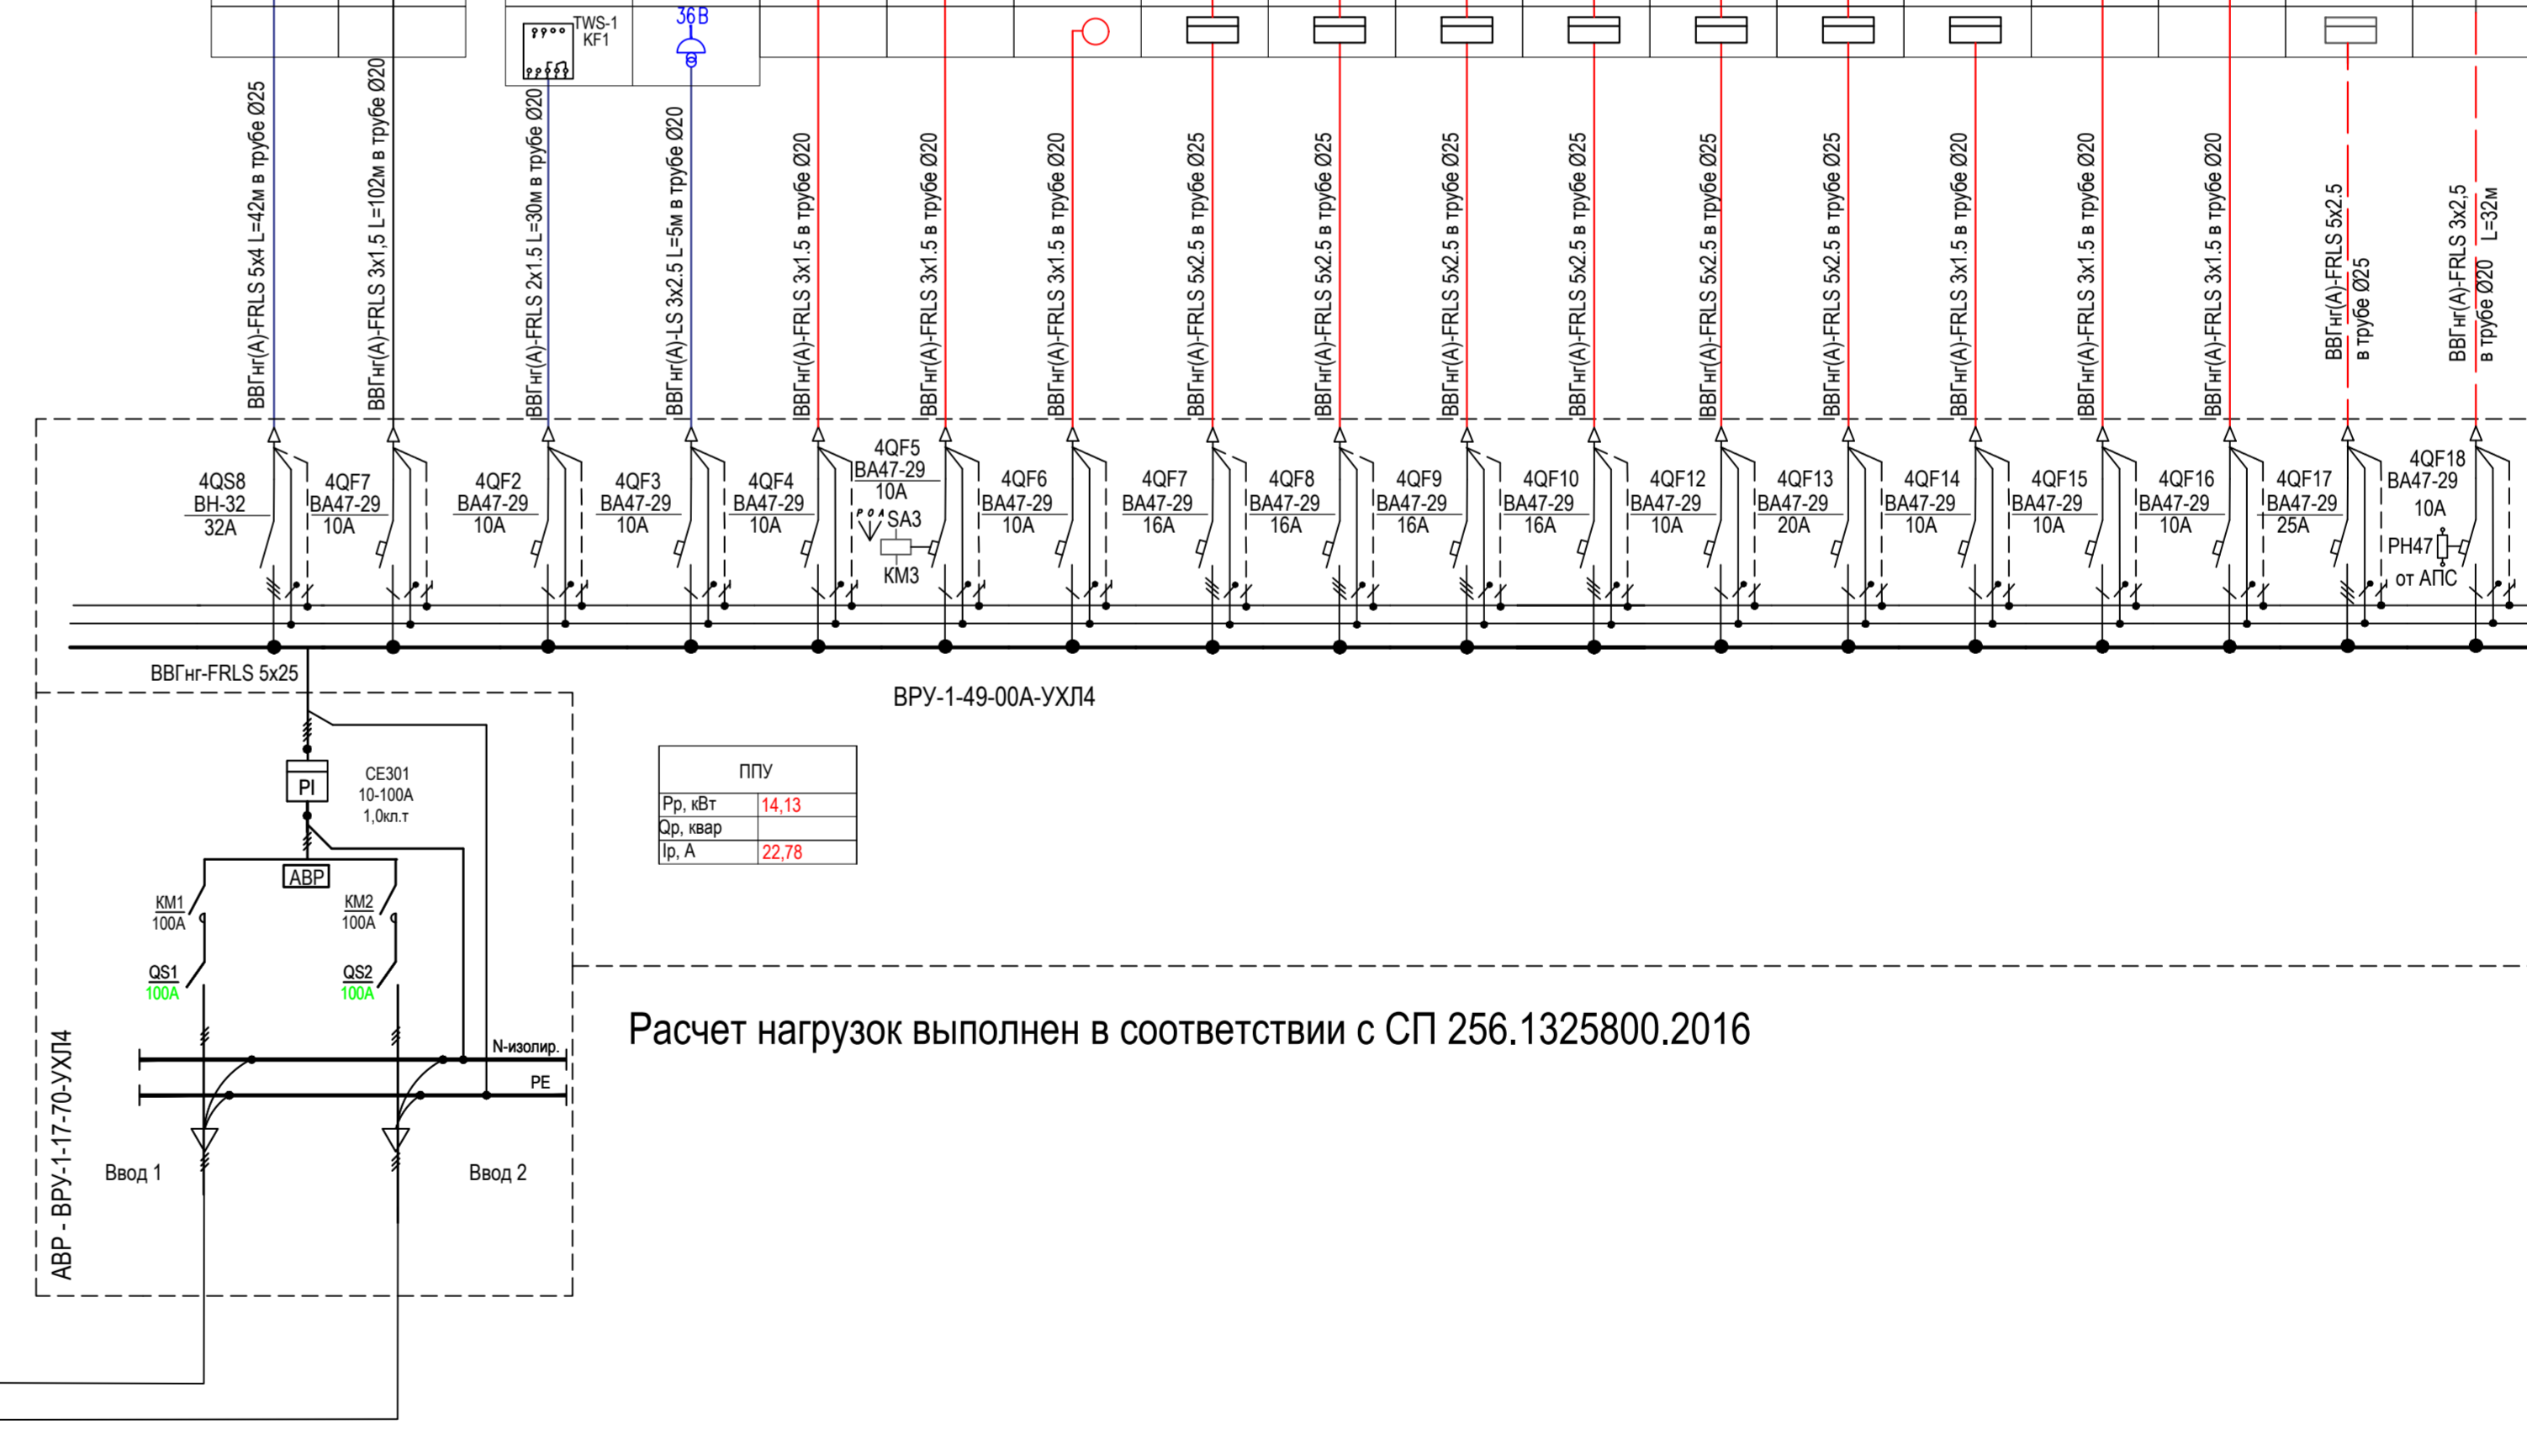 TWS-1
KF1
36В
ВВГнг(А)-FRLS 5х4 L=42м в трубе Ø25
ВВГнг(А)-FRLS 3х1,5 L=102м в трубе Ø20
ВВГнг(А)-FRLS 2х1.5 L=30м в трубе Ø20
ВВГнг(А)-LS 3х2.5 L=5м в трубе Ø20
ВВГнг(А)-FRLS 3х1.5 в трубе Ø20
ВВГнг(А)-FRLS 3х1.5 в трубе Ø20
ВВГнг(А)-FRLS 3х1.5 в трубе Ø20
ВВГнг(А)-FRLS 5х2.5 в трубе Ø25
ВВГнг(А)-FRLS 5х2.5 в трубе Ø25
ВВГнг(А)-FRLS 5х2.5 в трубе Ø25
ВВГнг(А)-FRLS 5х2.5 в трубе Ø25
ВВГнг(А)-FRLS 5х2.5 в трубе Ø25
ВВГнг(А)-FRLS 5х2.5 в трубе Ø25
ВВГнг(А)-FRLS 3х1.5 в трубе Ø20
ВВГнг(А)-FRLS 3х1.5 в трубе Ø20
ВВГнг(А)-FRLS 3х1.5 в трубе Ø20
ВВГнг(А)-FRLS 5х2.5
в трубе Ø25
ВВГнг(А)-FRLS 3х2,5
в трубе Ø20 L=32м
4QS8
ВН-32
32А
4QF7
ВА47-29
10А
4QF2
ВА47-29
10А
4QF3
ВА47-29
10А
4QF4
ВА47-29
10А
4QF5
ВА47-29
10А
Р О А
SA3
КМ3
4QF6
ВА47-29
10А
4QF7
ВА47-29
16А
4QF8
ВА47-29
16А
4QF9
ВА47-29
16А
4QF10
ВА47-29
16А
4QF12
ВА47-29
10А
4QF13
ВА47-29
20А
4QF14
ВА47-29
10А
4QF15
ВА47-29
10А
4QF16
ВА47-29
10А
4QF17
ВА47-29
25А
4QF18
ВА47-29
10А
РН47
от АПС
ВВГнг-FRLS 5х25
ВРУ-1-49-00А-УХЛ4
PI
СЕ301
10-100А
1,0кл.т
АВР
КМ1
100А
КМ2
100А
QS1
100А
QS2
100А
N-изолир.
РЕ
Ввод 1
Ввод 2
АВР - ВРУ-1-17-70-УХЛ4
ППУ
Рр, кВт 14,13
Qр, квар
Iр, А 22,78
Расчет нагрузок выполнен в соответствии с СП 256.1325800.2016